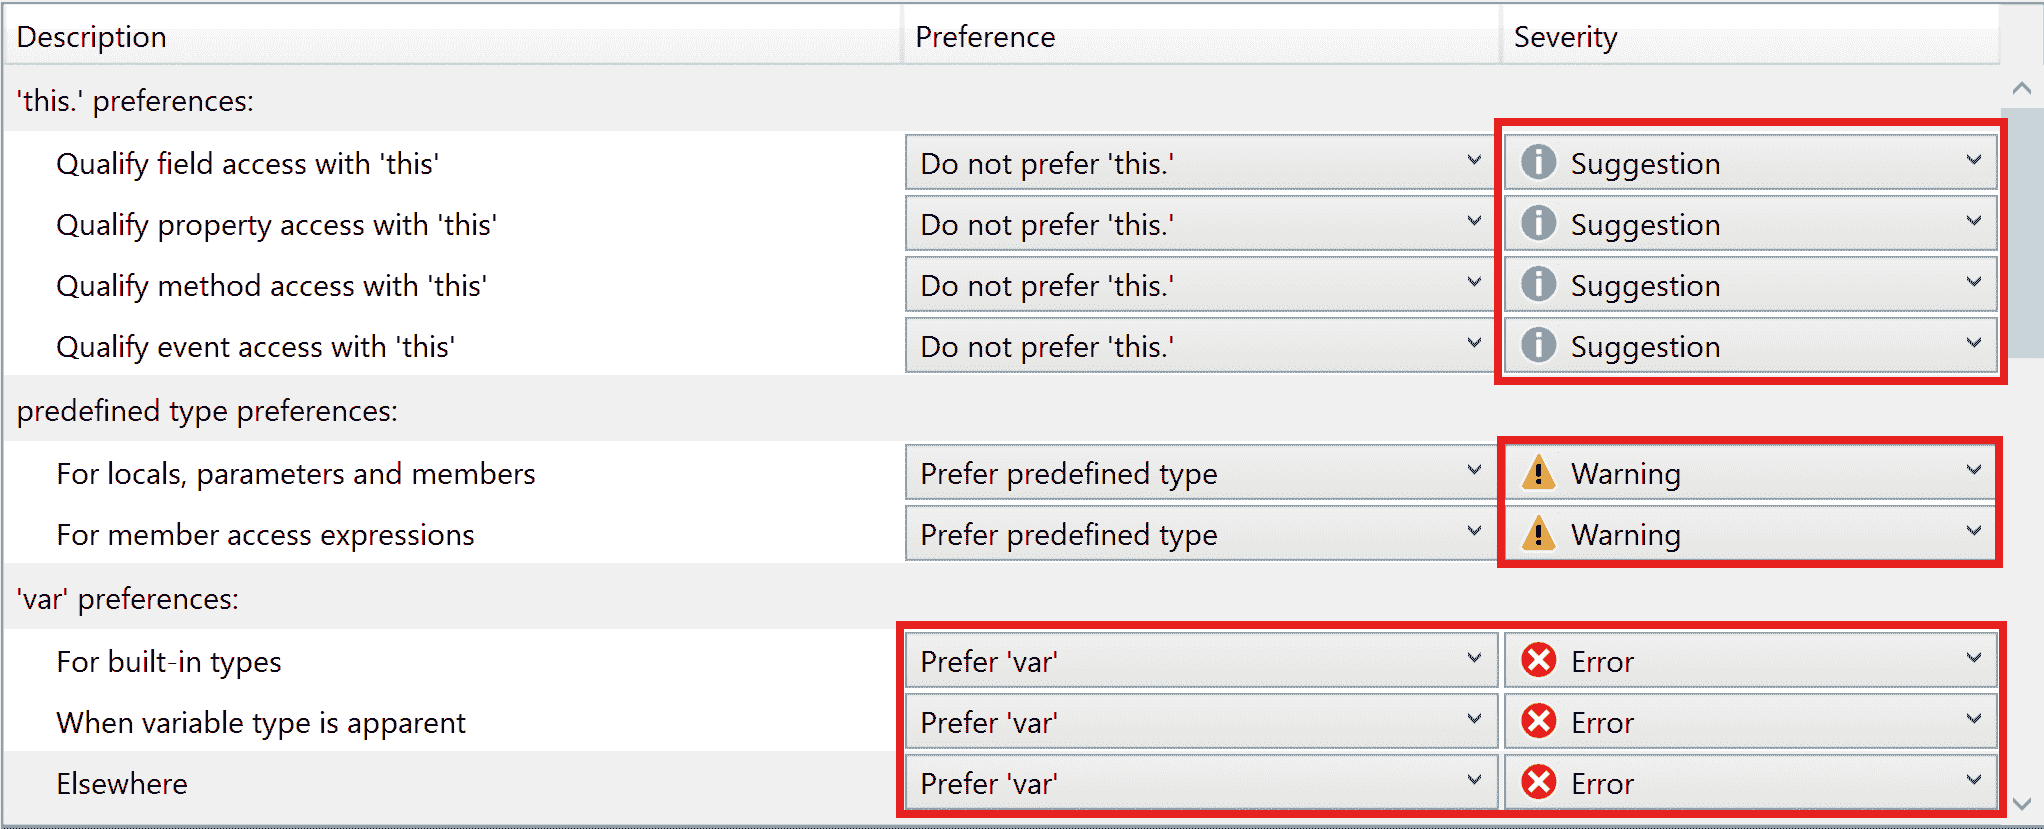 Description Preference Severity
'this.' preferences:
Qualify field access with 'this' Do not prefer 'this.' Suggestion
Qualify property access with 'this' Do not prefer 'this.' Suggestion
Qualify method access with 'this' Do not prefer 'this.' Suggestion
Qualify event access with 'this' Do not prefer 'this.' Suggestion
predefined type preferences:
For locals, parameters and members Prefer predefined type Warning
For member access expressions Prefer predefined type Warning
'var' preferences:
For built-in types Prefer 'var' Error
When variable type is apparent Prefer 'var' Error
Elsewhere Prefer 'var' Error